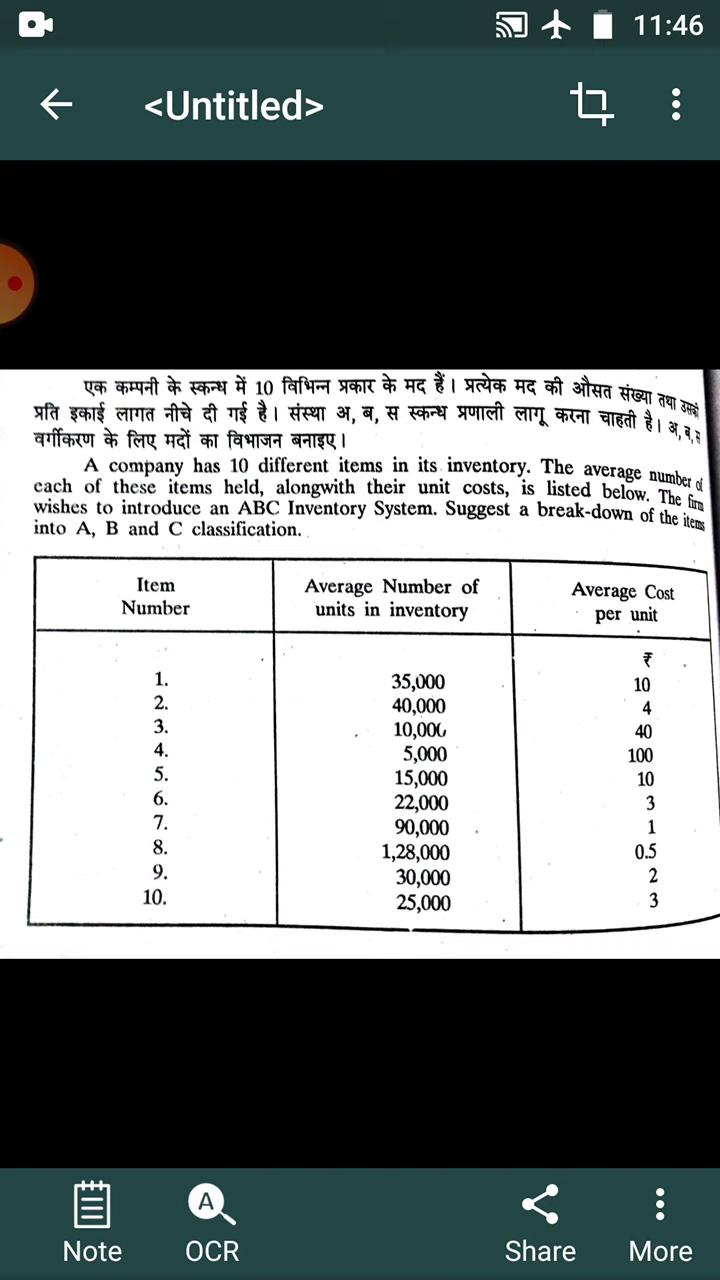 11:46
<Untitled>
एक कम्पनी के स्कन्ध में 10 विभिन्न प्रकार के मद हैं। प्रत्येक मद की औसत संख्या तथा उसकी
प्रति इकाई लागत नीचे दी गई है। संस्था अ, ब, स स्कन्ध प्रणाली लागू करना चाहती है। अ, ब, स
वर्गीकरण के लिए मदों का विभाजन बनाइए।
A company has 10 different items in its inventory. The average number of
each of these items held, alongwith their unit costs, is listed below. The firm
wishes to introduce an ABC Inventory System. Suggest a break-down of the items
into A, B and C classification.
Item Number Average Number of units in inventory Average Cost per unit
₹
1. 35,000 10
2. 40,000 4
3. 10,000 40
4. 5,000 100
5. 15,000 10
6. 22,000 3
7. 90,000 1
8. 1,28,000 0.5
9. 30,000 2
10. 25,000 3
A
Note OCR Share More